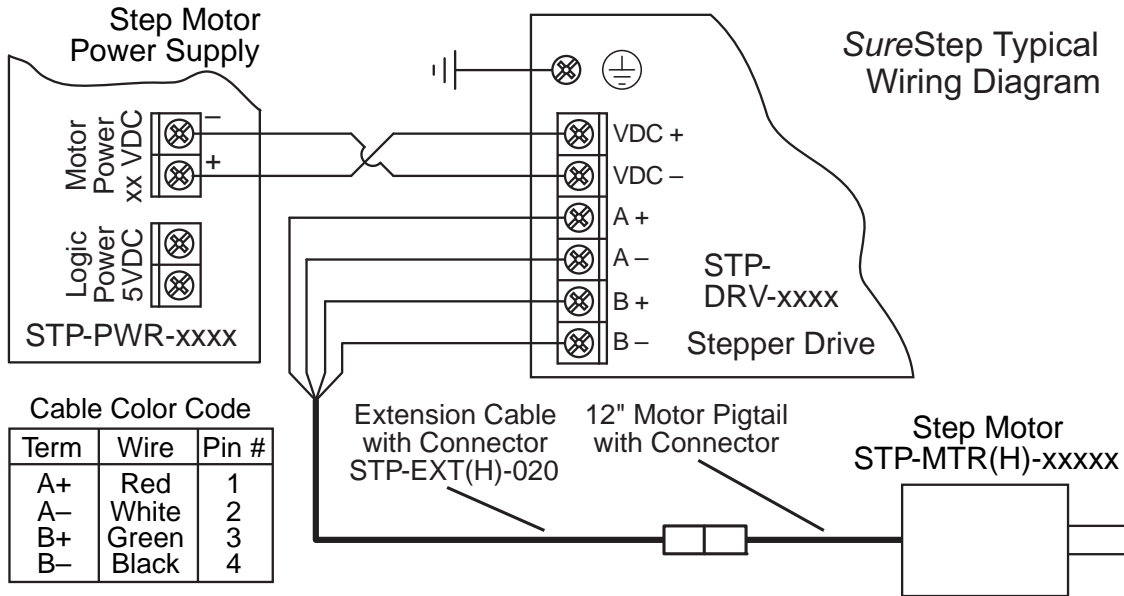 Step Motor
Power Supply
SureStep Typical
Wiring Diagram
Motor
Power
xx VDC
–
+
Logic
Power
5VDC
STP-PWR-xxxx
VDC +
VDC –
A +
A –
B +
B –
STP-
DRV-xxxx
Stepper Drive
Cable Color Code
Term Wire Pin #
A+ Red 1
A– White 2
B+ Green 3
B– Black 4
Extension Cable
with Connector
STP-EXT(H)-020
12" Motor Pigtail
with Connector
Step Motor
STP-MTR(H)-xxxxx